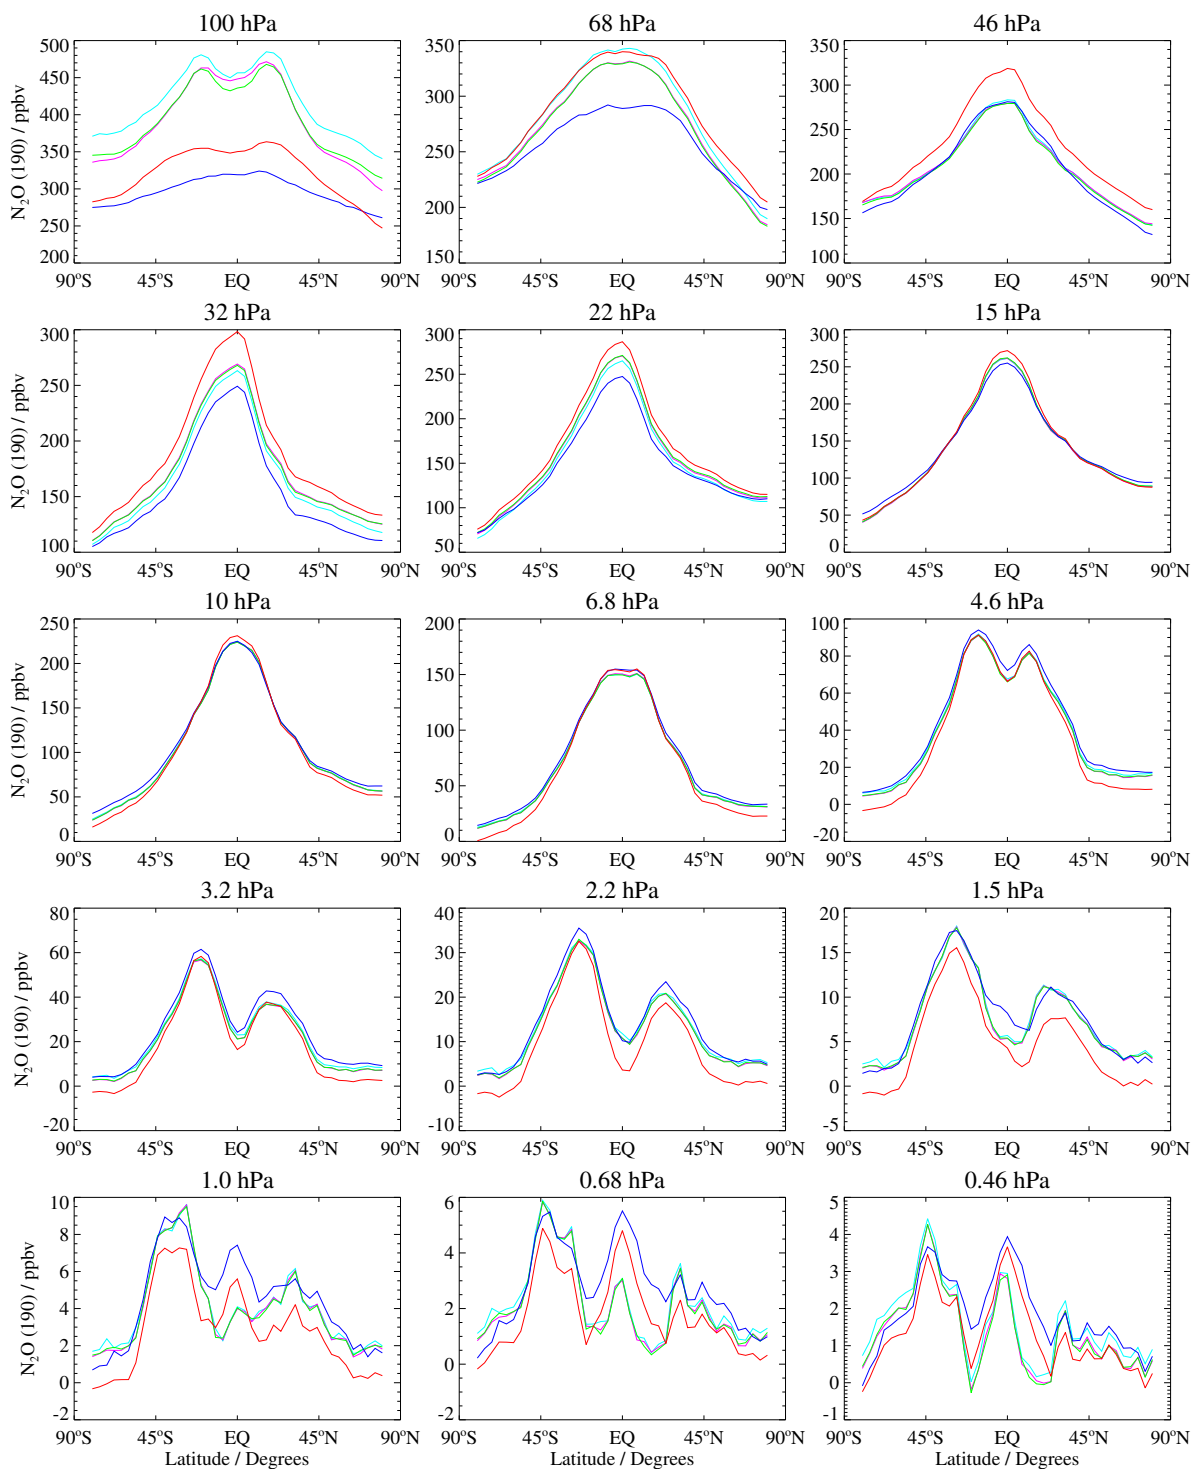 100 hPa 68 hPa 46 hPa
N₂O (190) / ppbv
500 450 400 350 300 250 200
350 300 250 200 150
350 300 250 200 150 100
90°S 45°S EQ 45°N 90°N 90°S 45°S EQ 45°N 90°N 90°S 45°S EQ 45°N 90°N
32 hPa 22 hPa 15 hPa
N₂O (190) / ppbv
300 250 200 150 100
300 250 200 150 100 50
300 250 200 150 100 50 0
90°S 45°S EQ 45°N 90°N 90°S 45°S EQ 45°N 90°N 90°S 45°S EQ 45°N 90°N
10 hPa 6.8 hPa 4.6 hPa
N₂O (190) / ppbv
250 200 150 100 50 0
200 150 100 50 0
100 80 60 40 20 0 -20
90°S 45°S EQ 45°N 90°N 90°S 45°S EQ 45°N 90°N 90°S 45°S EQ 45°N 90°N
3.2 hPa 2.2 hPa 1.5 hPa
N₂O (190) / ppbv
80 60 40 20 0 -20
40 30 20 10 0 -10
20 15 10 5 0 -5
90°S 45°S EQ 45°N 90°N 90°S 45°S EQ 45°N 90°N 90°S 45°S EQ 45°N 90°N
1.0 hPa 0.68 hPa 0.46 hPa
N₂O (190) / ppbv
10 8 6 4 2 0 -2
6 4 2 0 -2
5 4 3 2 1 0 -1
90°S 45°S EQ 45°N 90°N 90°S 45°S EQ 45°N 90°N 90°S 45°S EQ 45°N 90°N
Latitude / Degrees Latitude / Degrees Latitude / Degrees